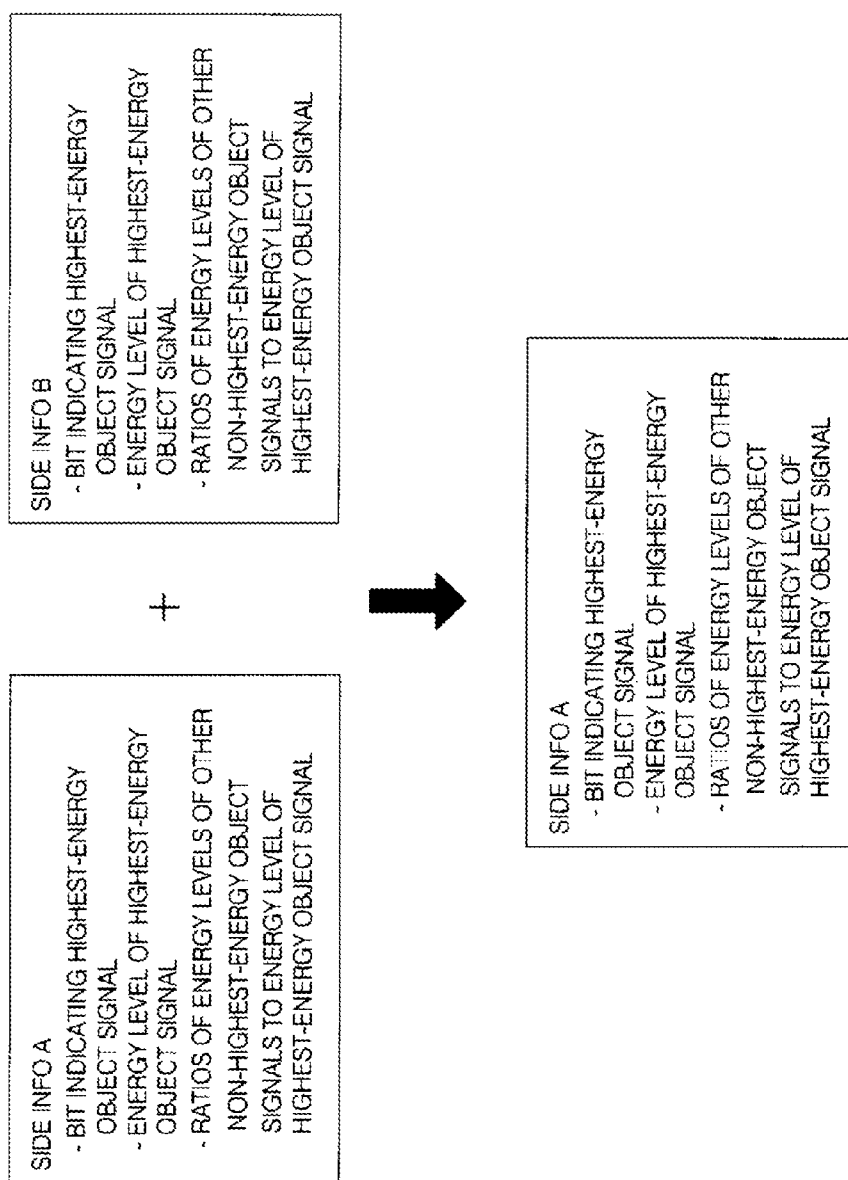 SIDE INFO A
- BIT INDICATING HIGHEST-ENERGY
OBJECT SIGNAL
- ENERGY LEVEL OF HIGHEST-ENERGY
OBJECT SIGNAL
- RATIOS OF ENERGY LEVELS OF OTHER
NON-HIGHEST-ENERGY OBJECT
SIGNALS TO ENERGY LEVEL OF
HIGHEST-ENERGY OBJECT SIGNAL
+
SIDE INFO B
- BIT INDICATING HIGHEST-ENERGY
OBJECT SIGNAL
- ENERGY LEVEL OF HIGHEST-ENERGY
OBJECT SIGNAL
- RATIOS OF ENERGY LEVELS OF OTHER
NON-HIGHEST-ENERGY OBJECT
SIGNALS TO ENERGY LEVEL OF
HIGHEST-ENERGY OBJECT SIGNAL
SIDE INFO A
- BIT INDICATING HIGHEST-ENERGY
OBJECT SIGNAL
- ENERGY LEVEL OF HIGHEST-ENERGY
OBJECT SIGNAL
- RATIOS OF ENERGY LEVELS OF OTHER
NON-HIGHEST-ENERGY OBJECT
SIGNALS TO ENERGY LEVEL OF
HIGHEST-ENERGY OBJECT SIGNAL